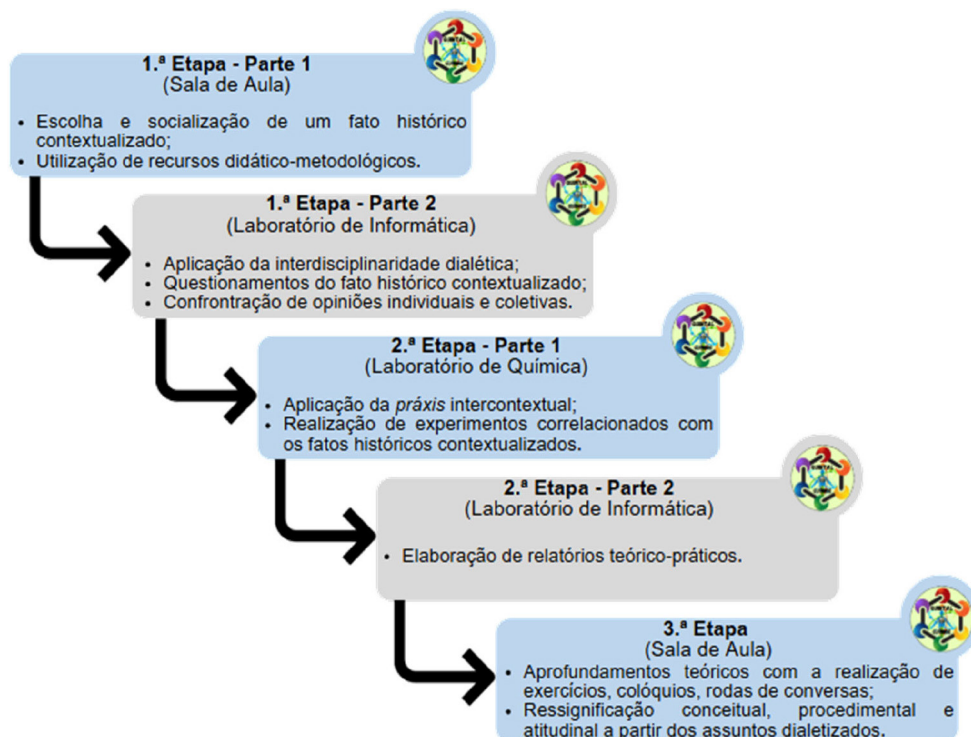 1.ª Etapa - Parte 1
(Sala de Aula)
• Escolha e socialização de um fato histórico
contextualizado;
• Utilização de recursos didático-metodológicos.
1.ª Etapa - Parte 2
(Laboratório de Informática)
• Aplicação da interdisciplinaridade dialética;
• Questionamentos do fato histórico contextualizado;
• Confrontração de opiniões individuais e coletivas.
2.ª Etapa - Parte 1
(Laboratório de Química)
• Aplicação da práxis intercontextual;
• Realização de experimentos correlacionados com
os fatos históricos contextualizados.
2.ª Etapa - Parte 2
(Laboratório de Informática)
• Elaboração de relatórios teórico-práticos.
3.ª Etapa
(Sala de Aula)
• Aprofundamentos teóricos com a realização de
exercícios, colóquios, rodas de conversas;
• Ressignificação conceitual, procedimental e
atitudinal a partir dos assuntos dialetizados.